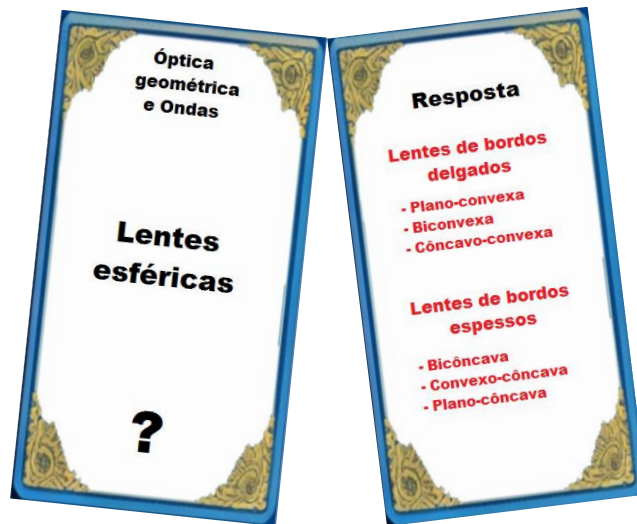 Óptica
geométrica
e Ondas
Lentes
esféricas
?
Resposta
Lentes de bordos
delgados
- Plano-convexa
- Biconvexa
- Côncavo-convexa
Lentes de bordos
espessos
- Bicôncava
- Convexo-côncava
- Plano-côncava